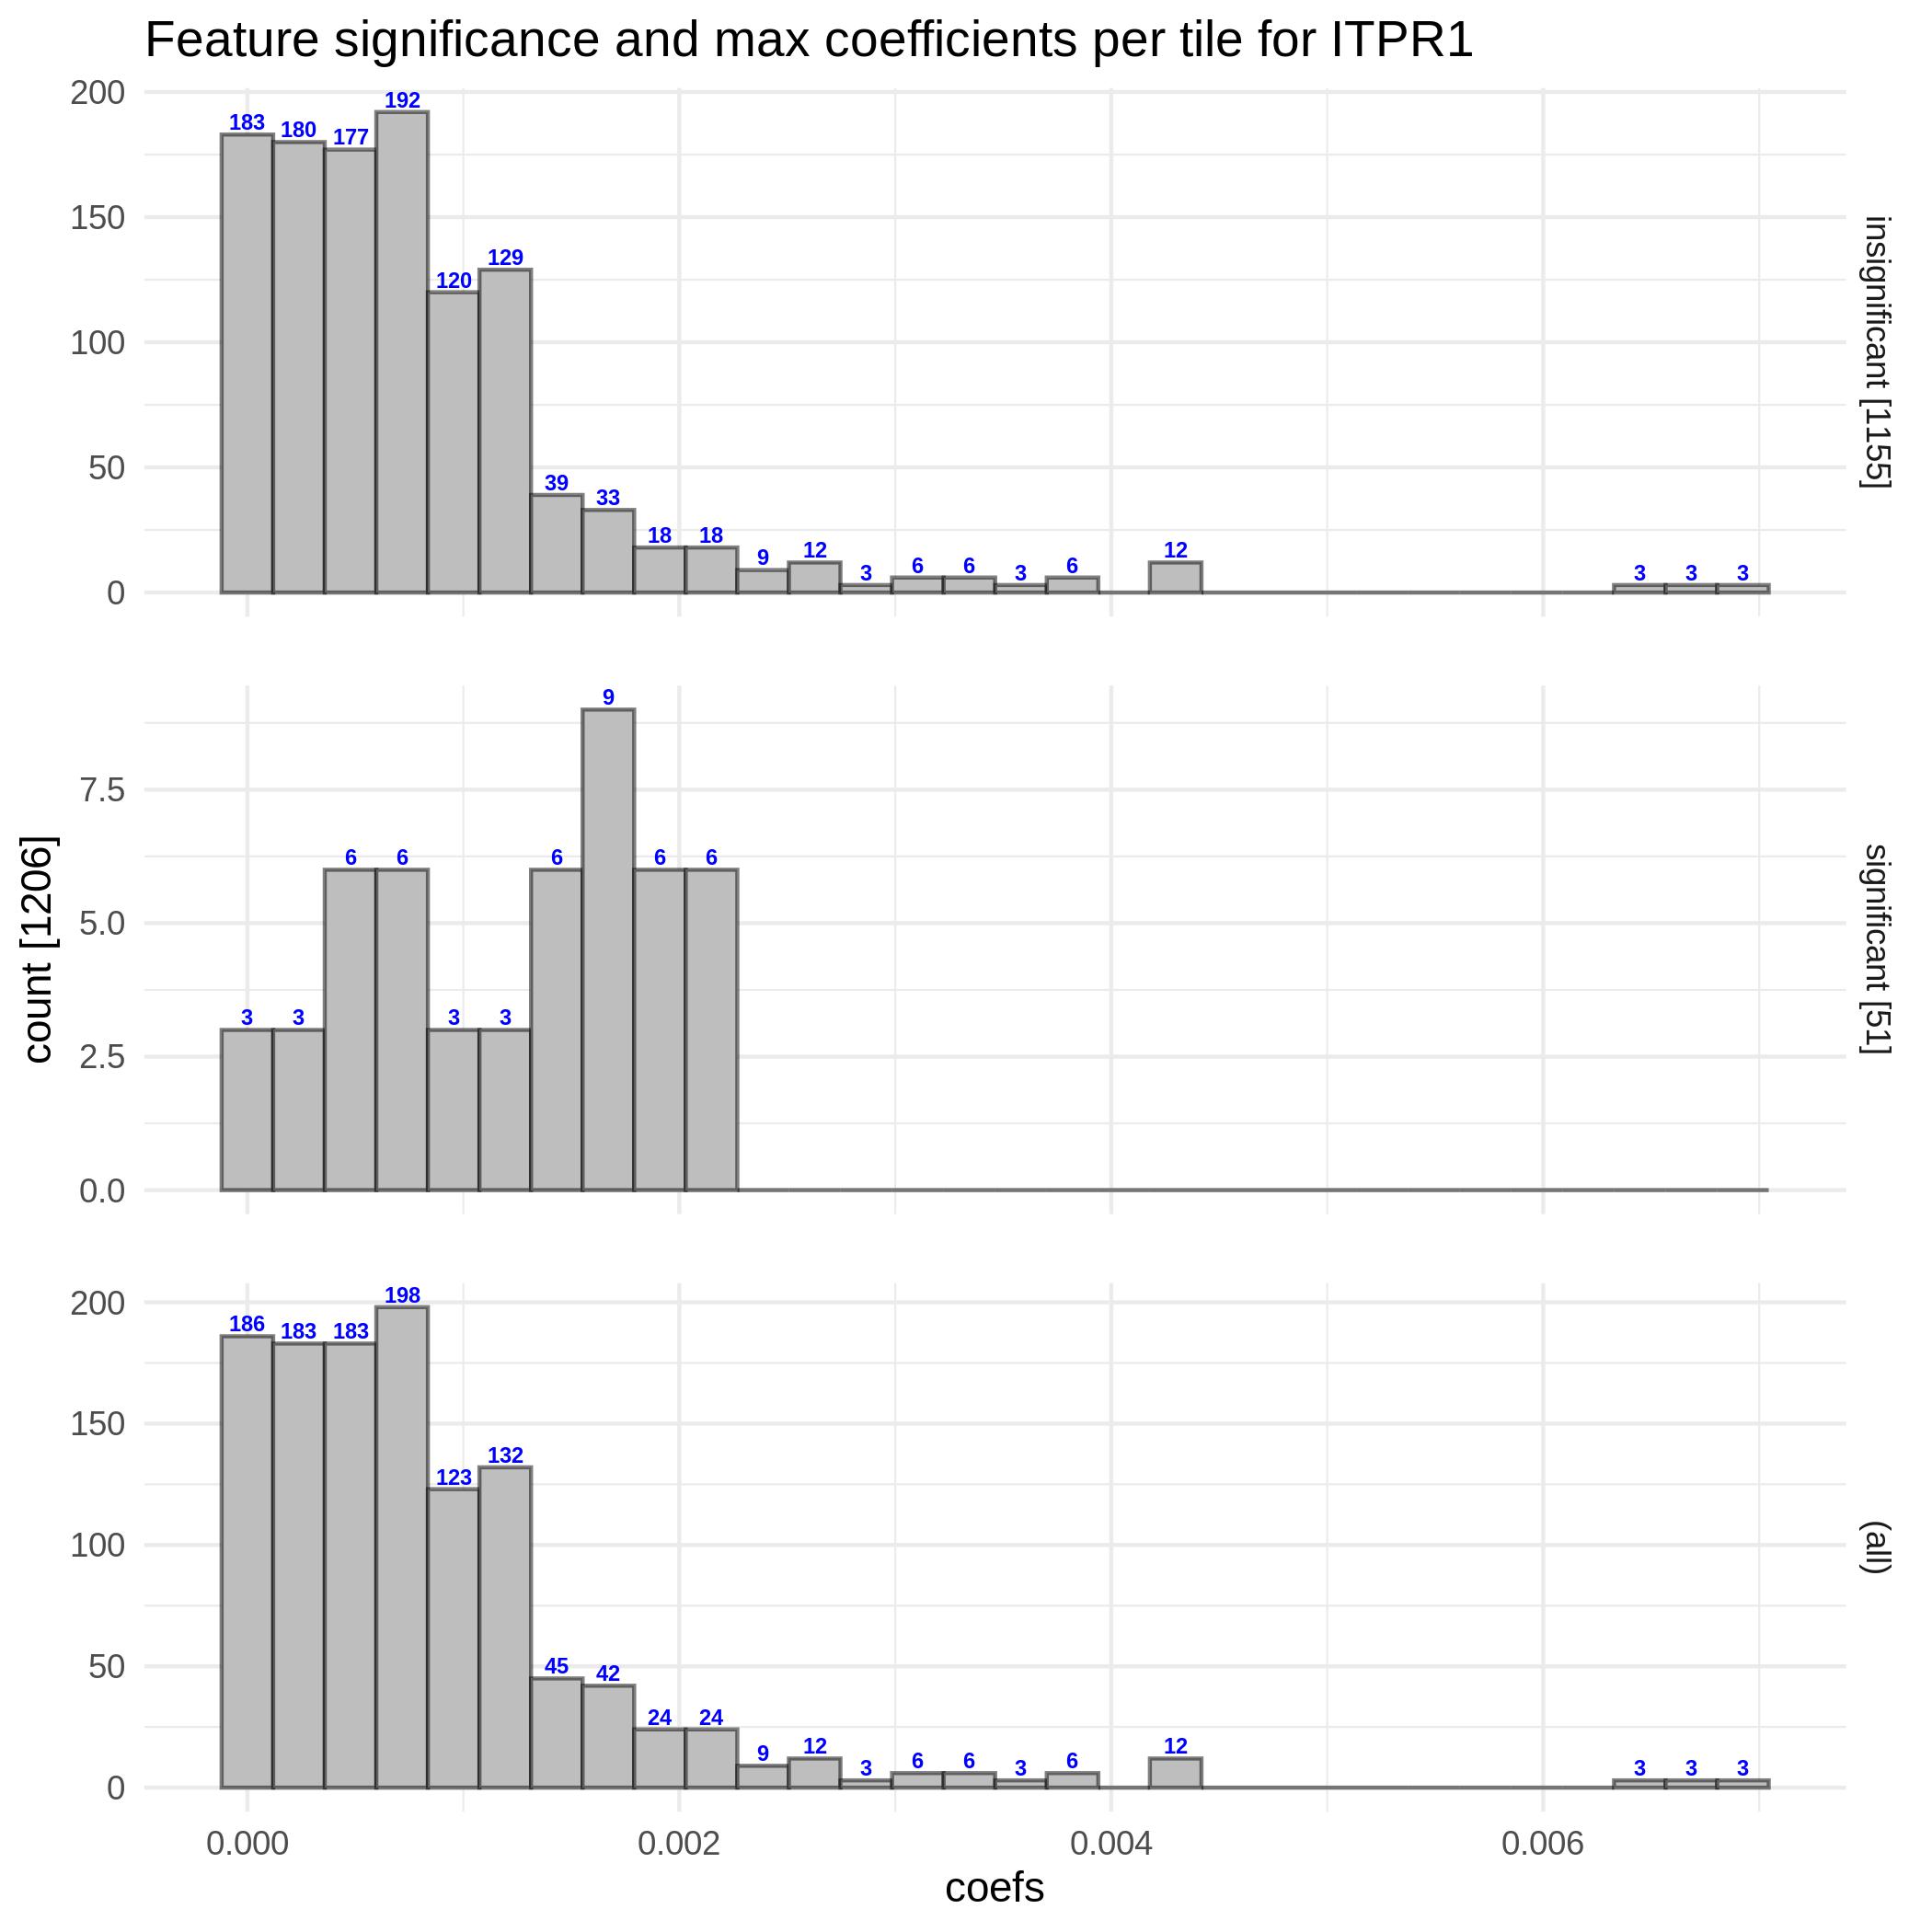 Feature significance and max coefficients per tile for ITPR1
200
150
100
50
0
183 180 177 192 120 129 39 33 18 18 9 12 3 6 6 3 6 12 3 3 3
insignificant [1155]
count [1206]
7.5
5.0
2.5
0.0
3 3 6 6 3 3 6 9 6 6
significant [51]
200
150
100
50
0
186 183 183 198 123 132 45 42 24 24 9 12 3 6 6 3 6 12 3 3 3
(all)
0.000 0.002 0.004 0.006
coefs